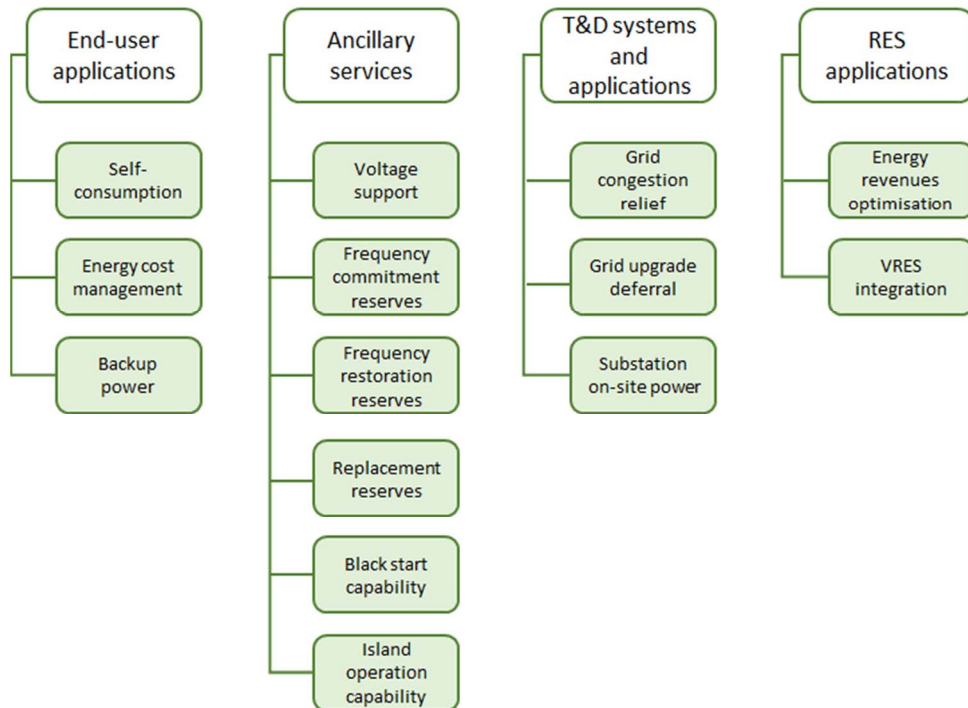 End-user
applications
Self-
consumption
Energy cost
management
Backup
power
Ancillary
services
Voltage
support
Frequency
commitment
reserves
Frequency
restoration
reserves
Replacement
reserves
Black start
capability
Island
operation
capability
T&D systems
and
applications
Grid
congestion
relief
Grid upgrade
deferral
Substation
on-site power
RES
applications
Energy
revenues
optimisation
VRES
integration